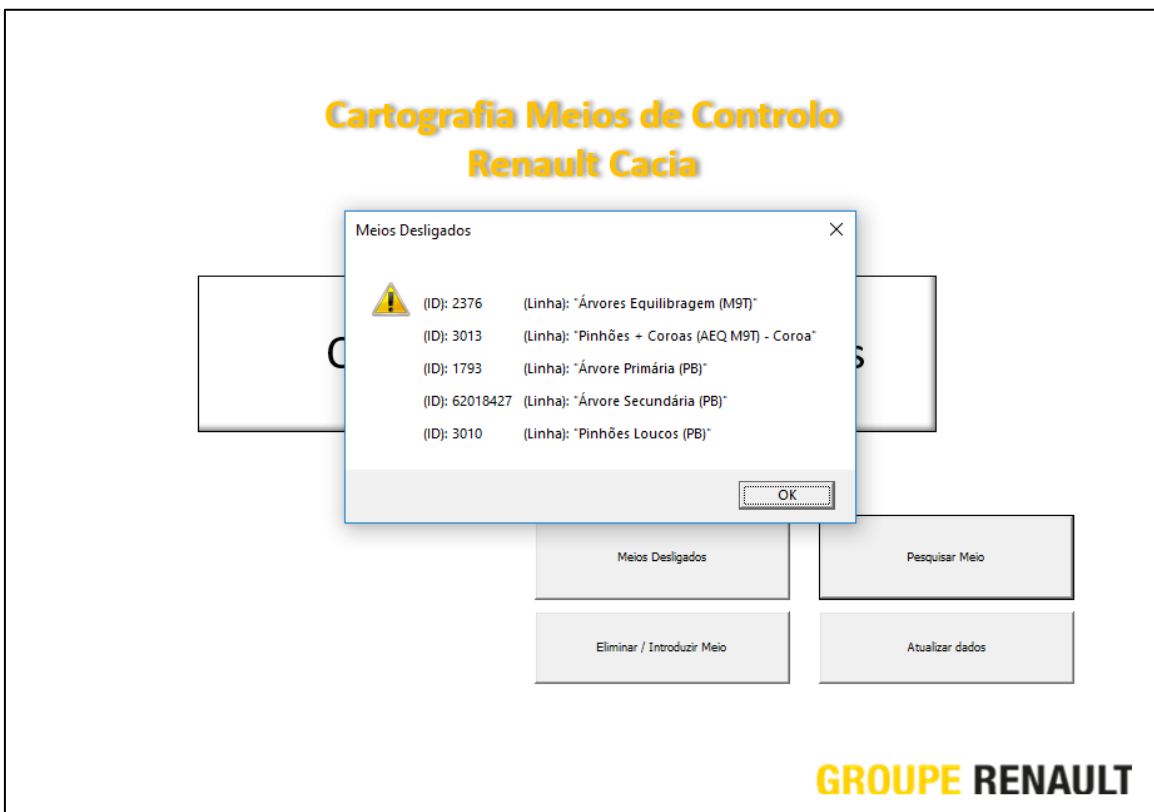 Cartografia Meios de Controlo
Renault Cacia
Meios Desligados
(ID): 2376 (Linha): "Árvores Equilibragem (M9T)"
(ID): 3013 (Linha): "Pinhões + Coroas (AEQ M9T) - Coroa"
(ID): 1793 (Linha): "Árvore Primária (PB)"
(ID): 62018427 (Linha): "Árvore Secundária (PB)"
(ID): 3010 (Linha): "Pinhões Loucos (PB)"
OK
Meios Desligados
Pesquisar Meio
Eliminar / Introduzir Meio
Atualizar dados
GROUPE RENAULT